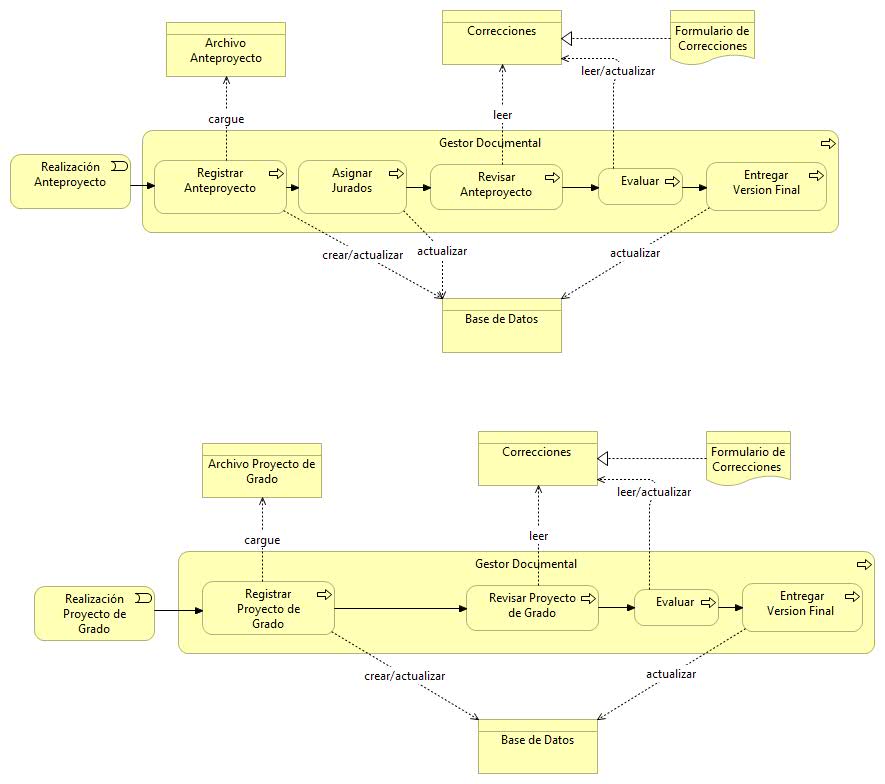 Archivo
Anteproyecto
Correcciones
Formulario de
Correcciones
leer/actualizar
cargue
leer
Gestor Documental
Realización
Anteproyecto
Registrar
Anteproyecto
Asignar
Jurados
Revisar
Anteproyecto
Evaluar
Entregar
Version Final
crear/actualizar
actualizar
actualizar
Base de Datos
Archivo Proyecto de
Grado
Correcciones
Formulario de
Correcciones
leer/actualizar
cargue
leer
Gestor Documental
Realización
Proyecto de
Grado
Registrar
Proyecto de
Grado
Revisar Proyecto
de Grado
Evaluar
Entregar
Version Final
crear/actualizar
actualizar
Base de Datos